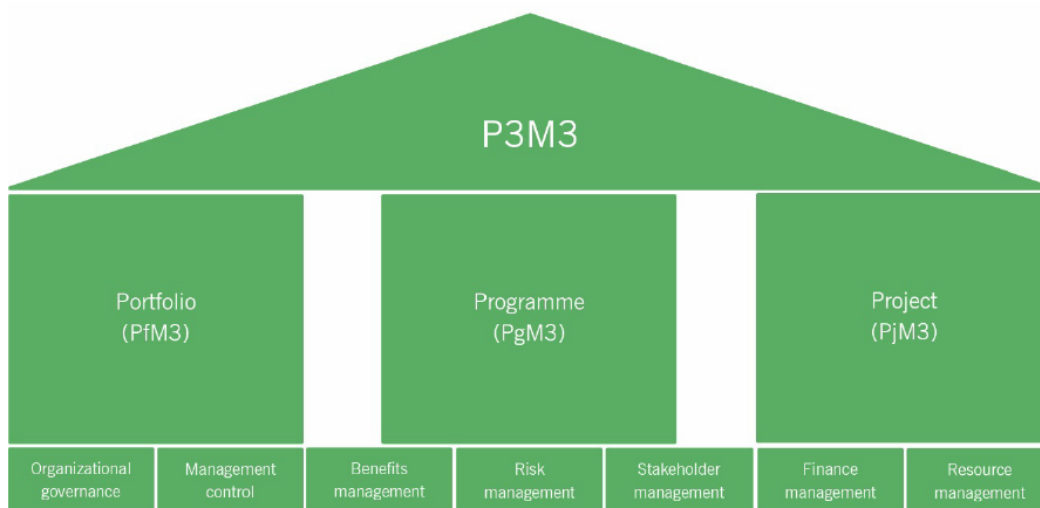 P3M3
Portfolio
(PfM3)
Programme
(PgM3)
Project
(PjM3)
Organizational
governance
Management
control
Benefits
management
Risk
management
Stakeholder
management
Finance
management
Resource
management